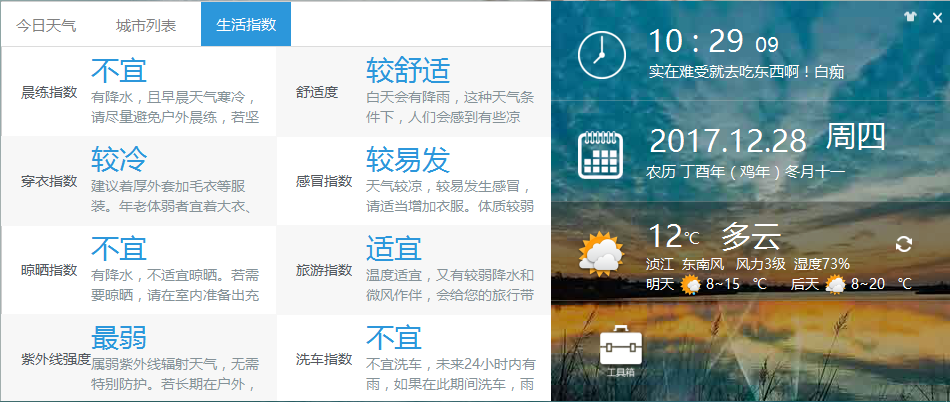 今日天气 城市列表 生活指数
晨练指数
不宜
有降水，且早晨天气寒冷，
请尽量避免户外晨练，若坚
舒适度
较舒适
白天会有降雨，这种天气条
件下，人们会感到有些凉
穿衣指数
较冷
建议着厚外套加毛衣等服
装。年老体弱者宜着大衣、
感冒指数
较易发
天气较凉，较易发生感冒，
请适当增加衣服。体质较弱
晾晒指数
不宜
有降水，不适宜晾晒。若需
要晾晒，请在室内准备出充
旅游指数
适宜
温度适宜，又有较弱降水和
微风作伴，会给您的旅行带
紫外线强度
最弱
属弱紫外线辐射天气，无需
特别防护。若长期在户外，
洗车指数
不宜
不宜洗车，未来24小时内有
雨，如果在此期间洗车，雨
10 : 29 09
实在难受就去吃东西啊！白痴
2017.12.28 周四
农历 丁酉年（鸡年）冬月十一
12℃ 多云
浈江 东南风 风力3级 湿度73%
明天 8~15 ℃ 后天 8~20 ℃
工具箱